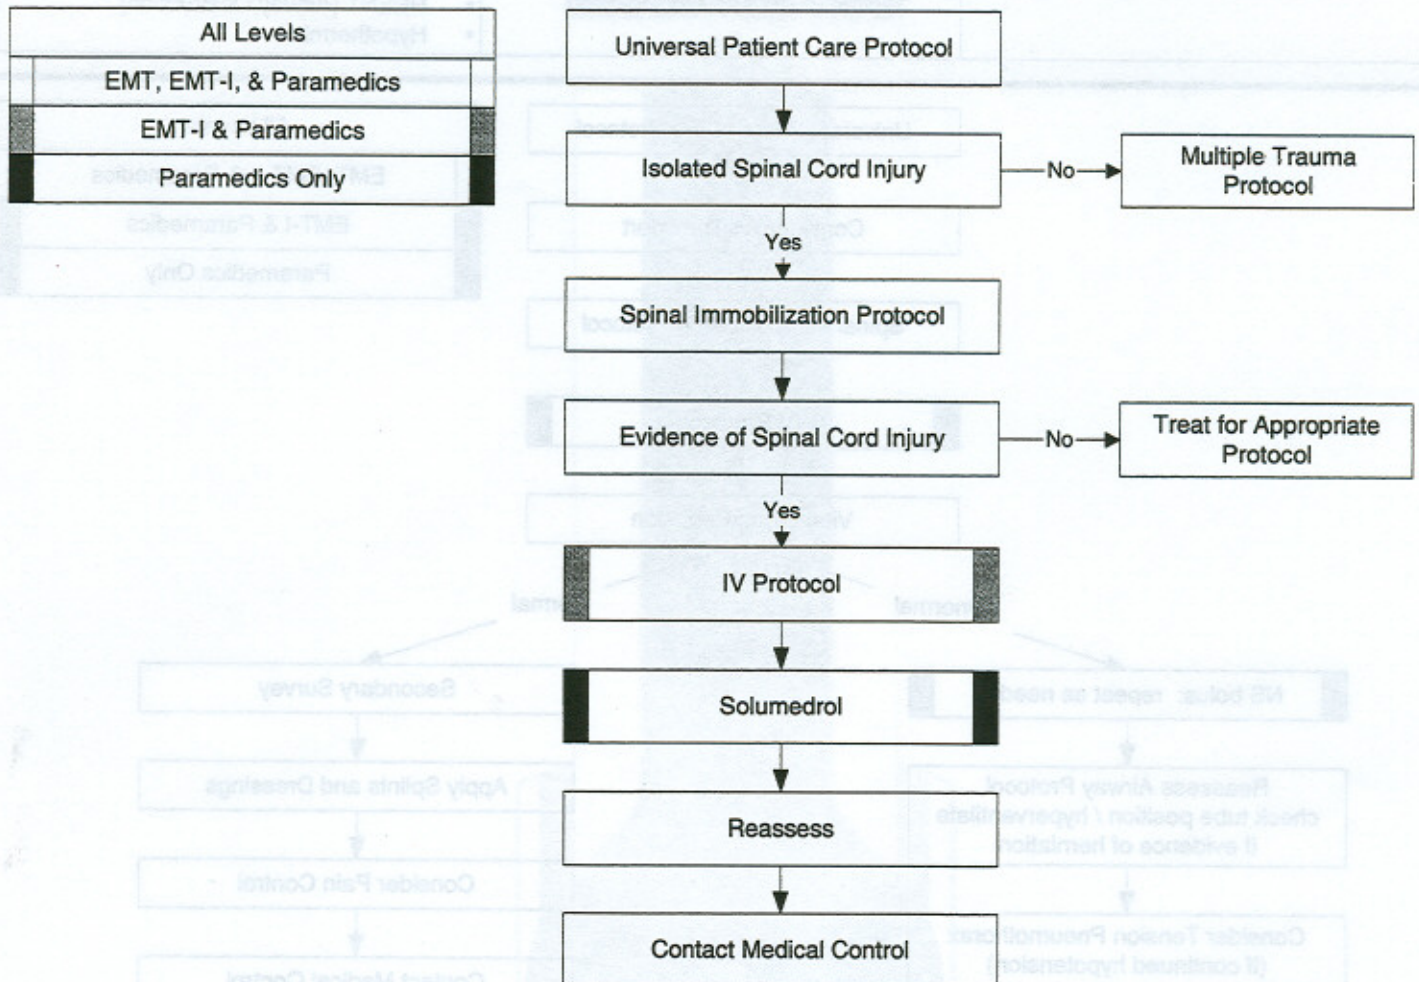 All Levels
EMT, EMT-I, & Paramedics
EMT-I & Paramedics
Paramedics Only
Universal Patient Care Protocol
Isolated Spinal Cord Injury
No
Multiple Trauma
Protocol
Yes
Spinal Immobilization Protocol
Evidence of Spinal Cord Injury
No
Treat for Appropriate
Protocol
Yes
IV Protocol
Solumedrol
Reassess
Contact Medical Control